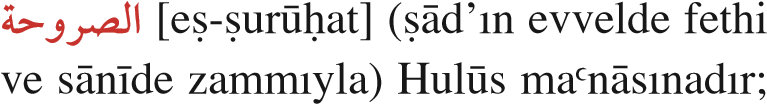 الصروحة [eṣ-ṣurūḥat] (ṣād’ın evvelde fethi
ve sānīde zammıyla) Hulūs maᶜnāsınadır;